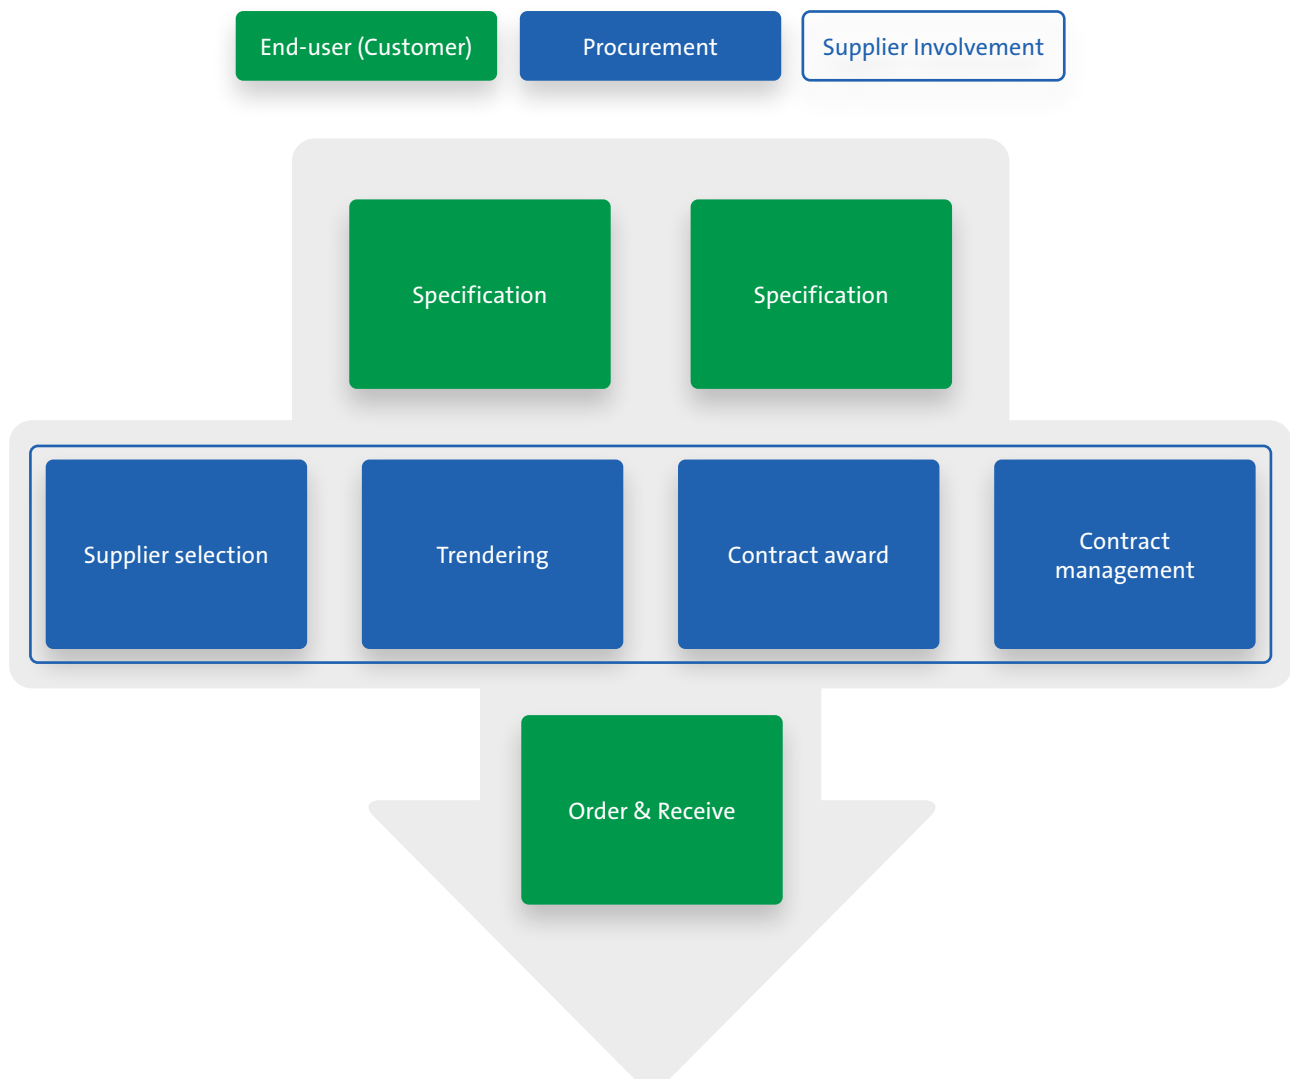 End-user (Customer)
Procurement
Supplier Involvement
Specification
Specification
Supplier selection
Trendering
Contract award
Contract
management
Order & Receive